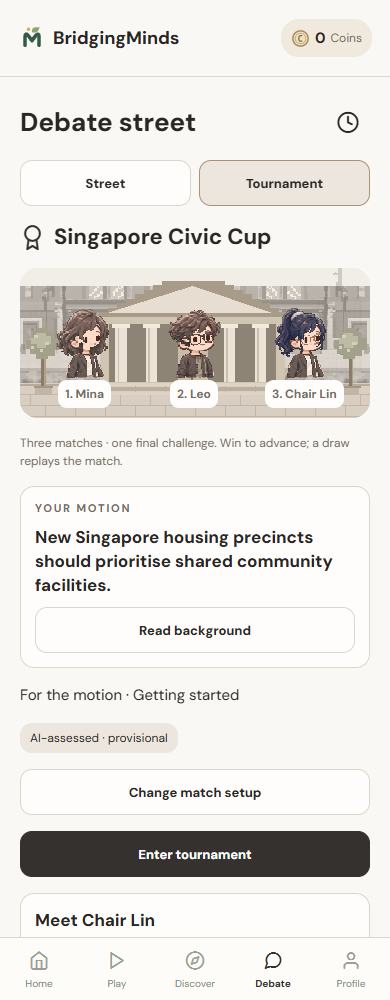 BridgingMinds
0 Coins
Debate street
Street
Tournament
Singapore Civic Cup
1. Mina
2. Leo
3. Chair Lin
Three matches · one final challenge. Win to advance; a draw
replays the match.
YOUR MOTION
New Singapore housing precincts
should prioritise shared community
facilities.
Read background
For the motion · Getting started
AI-assessed · provisional
Change match setup
Enter tournament
Meet Chair Lin
Home
Play
Discover
Debate
Profile